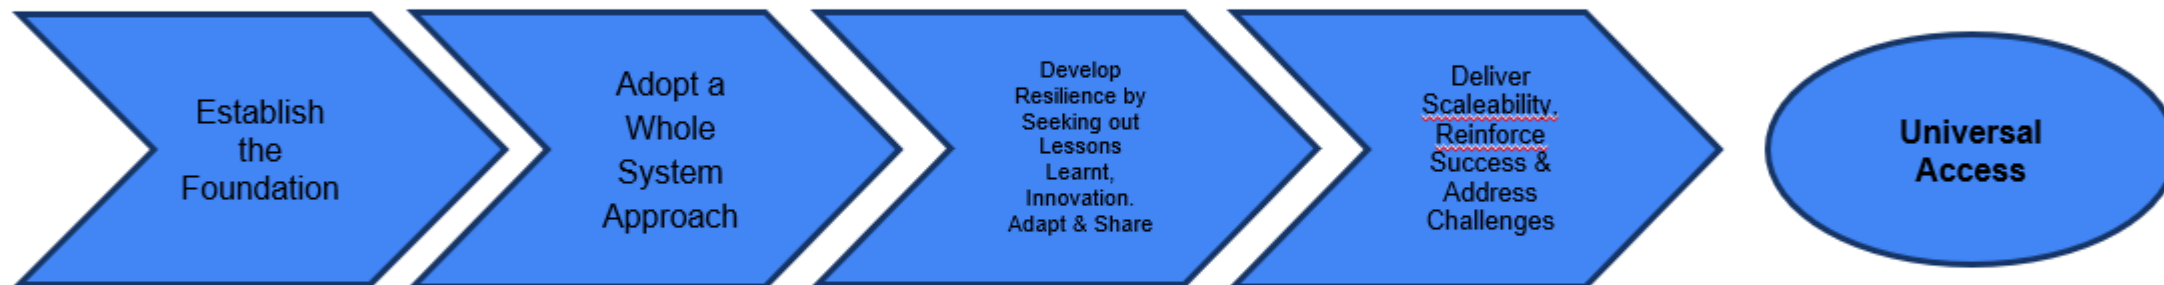 Establish
the
Foundation
Adopt a
Whole
System
Approach
Develop
Resilience by
Seeking out
Lessons
Learnt,
Innovation.
Adapt & Share
Deliver
Scaleability,
Reinforce
Success &
Address
Challenges
Universal
Access